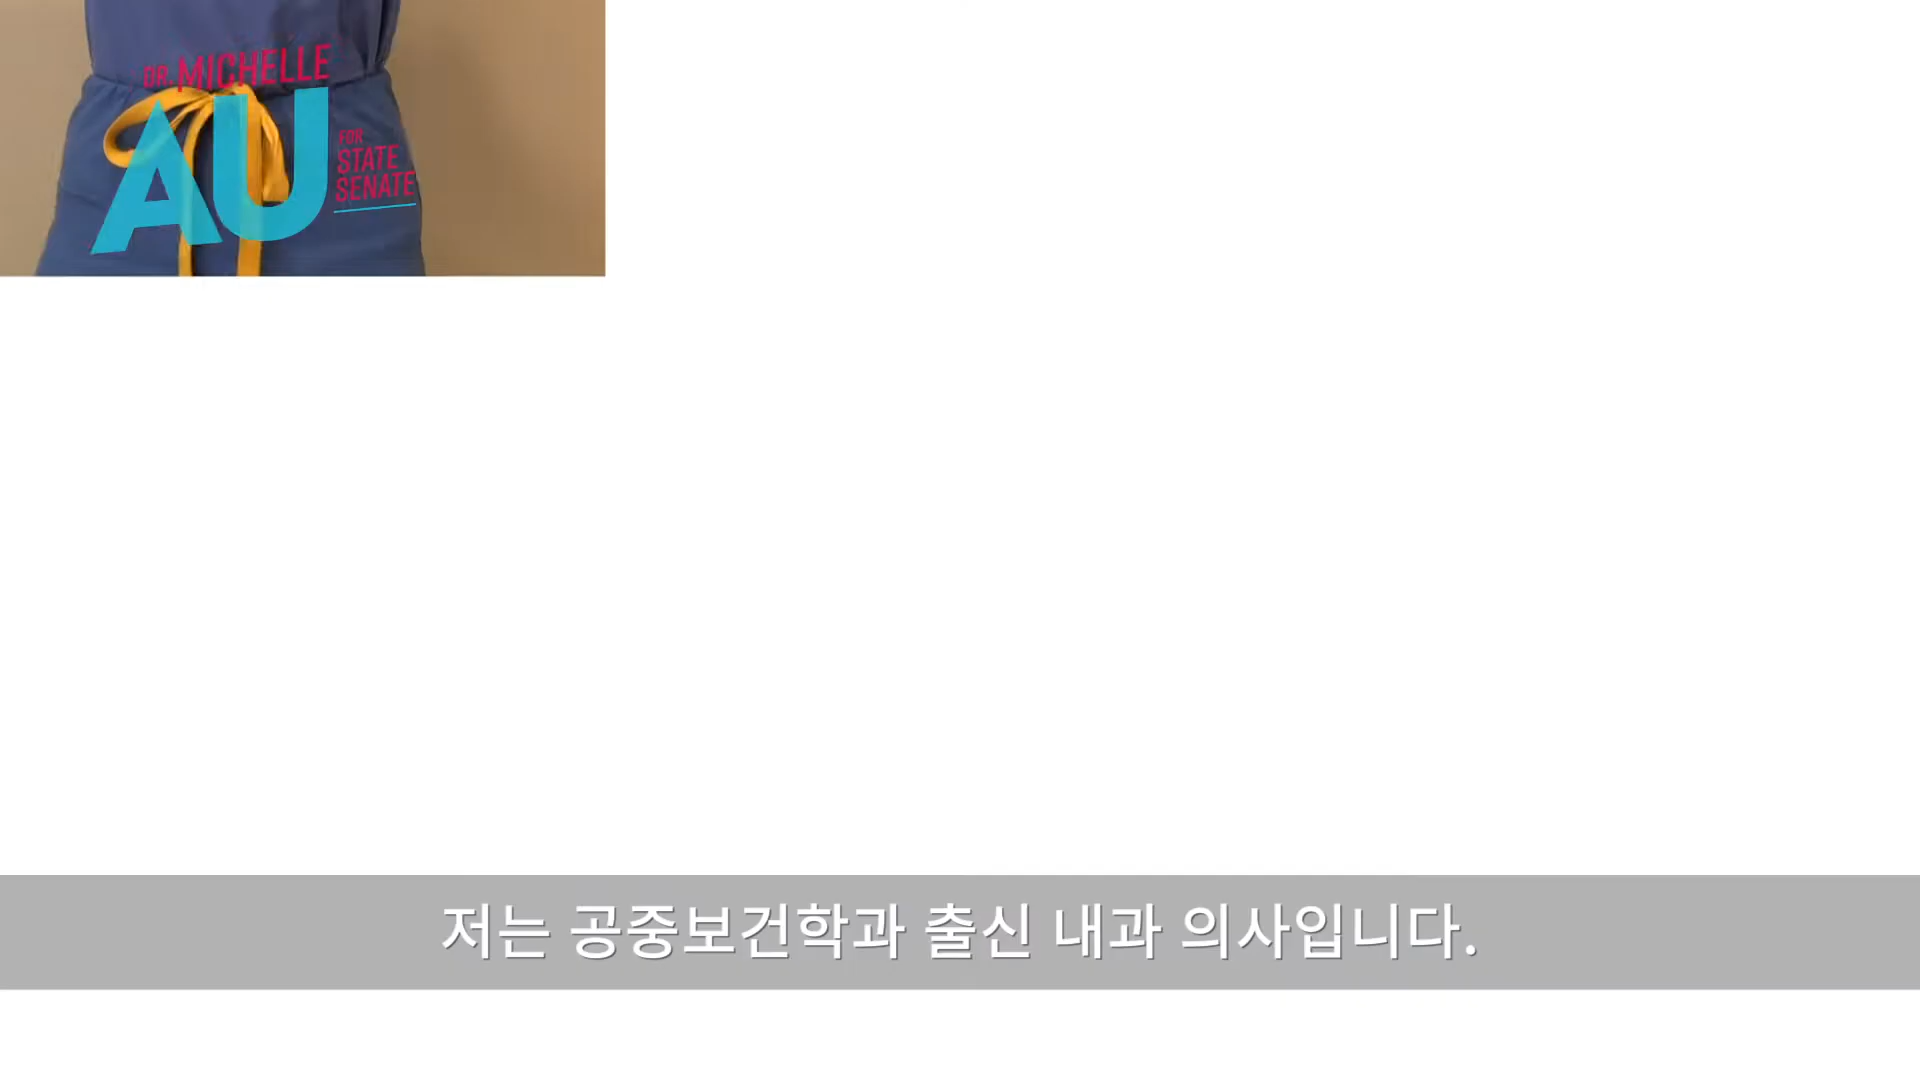 DR. MICHELLE
AU
FOR
STATE
SENATE
저는 공중보건학과 출신 내과 의사입니다.